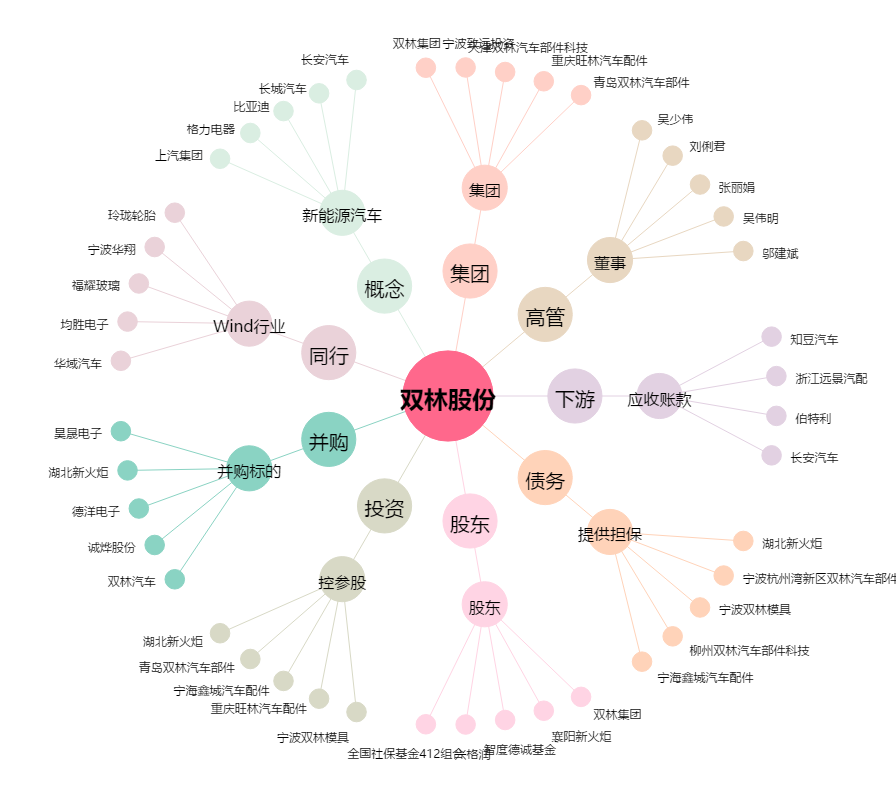 双林股份
集团
集团
双林集团
宁波致远投资
天津双林汽车部件科技
重庆旺林汽车配件
青岛双林汽车部件
高管
董事
吴少伟
刘俐君
张丽娟
吴伟明
邬建斌
下游
应收账款
知豆汽车
浙江远景汽配
伯特利
长安汽车
债务
提供担保
湖北新火炬
宁波杭州湾新区双林汽车部件
宁波双林模具
柳州双林汽车部件科技
宁海鑫城汽车配件
股东
股东
双林集团
襄阳新火炬
智度德诚基金
兴格润
全国社保基金412组合
投资
控参股
宁波双林模具
重庆旺林汽车配件
宁海鑫城汽车配件
青岛双林汽车部件
湖北新火炬
并购
并购标的
双林汽车
诚烨股份
德洋电子
湖北新火炬
昊晟电子
同行
Wind行业
华域汽车
均胜电子
福耀玻璃
宁波华翔
玲珑轮胎
概念
新能源汽车
上汽集团
格力电器
比亚迪
长城汽车
长安汽车